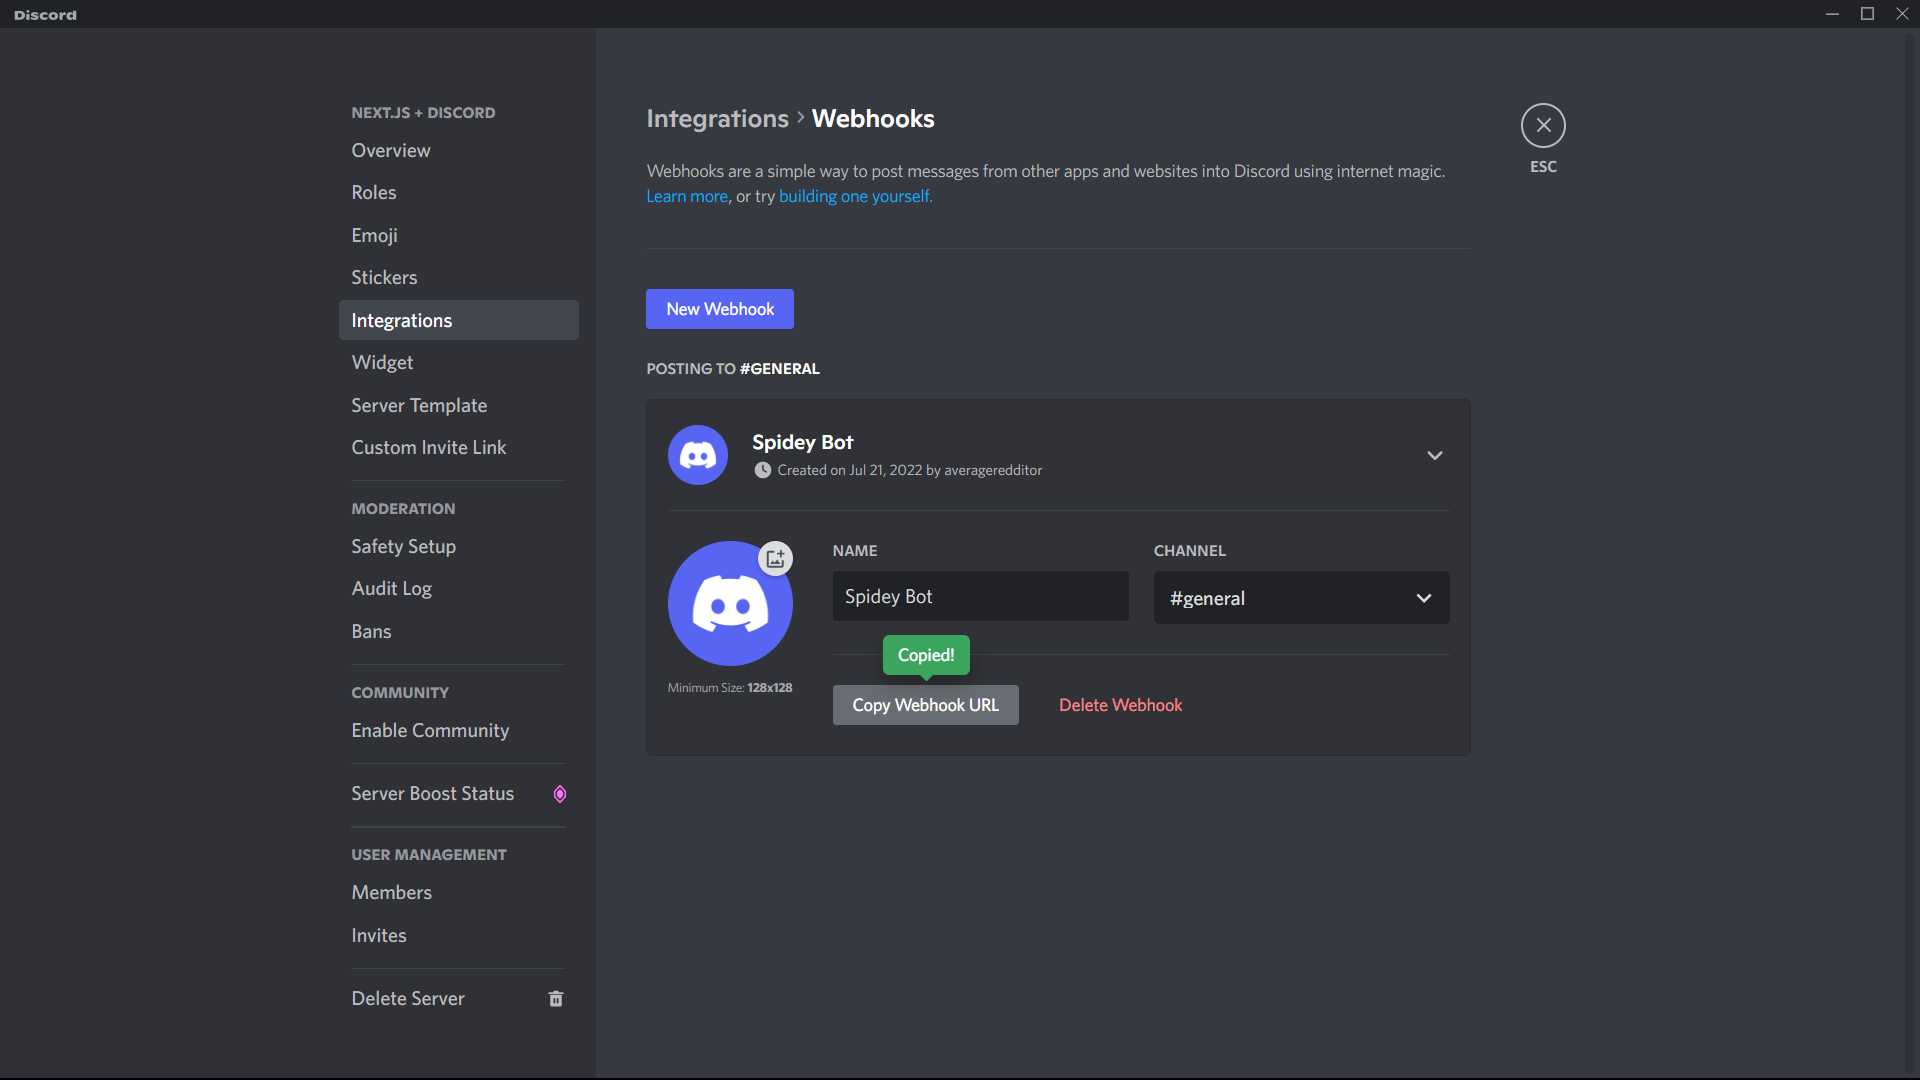 Discord
NEXT.JS + DISCORD
Overview
Roles
Emoji
Stickers
Integrations
Widget
Server Template
Custom Invite Link
MODERATION
Safety Setup
Audit Log
Bans
COMMUNITY
Enable Community
Server Boost Status
USER MANAGEMENT
Members
Invites
Delete Server
Integrations > Webhooks
Webhooks are a simple way to post messages from other apps and websites into Discord using internet magic.
Learn more, or try building one yourself.
ESC
New Webhook
POSTING TO #GENERAL
Spidey Bot
Created on Jul 21, 2022 by averageredditor
NAME
Spidey Bot
CHANNEL
#general
Minimum Size: 128x128
Copied!
Copy Webhook URL
Delete Webhook